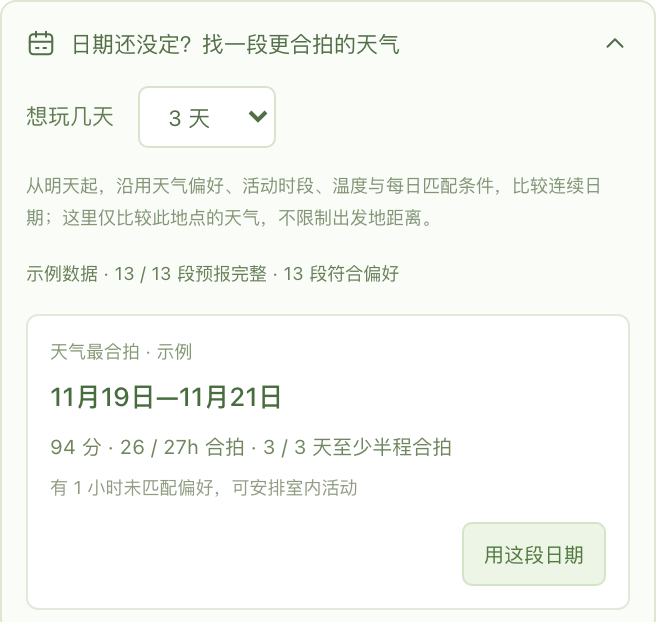 日期还没定？找一段更合拍的天气
想玩几天
3 天
从明天起，沿用天气偏好、活动时段、温度与每日匹配条件，比较连续日
期；这里仅比较此地点的天气，不限制出发地距离。
示例数据 · 13 / 13 段预报完整 · 13 段符合偏好
天气最合拍 · 示例
11月19日—11月21日
94 分 · 26 / 27h 合拍 · 3 / 3 天至少半程合拍
有 1 小时未匹配偏好，可安排室内活动
用这段日期